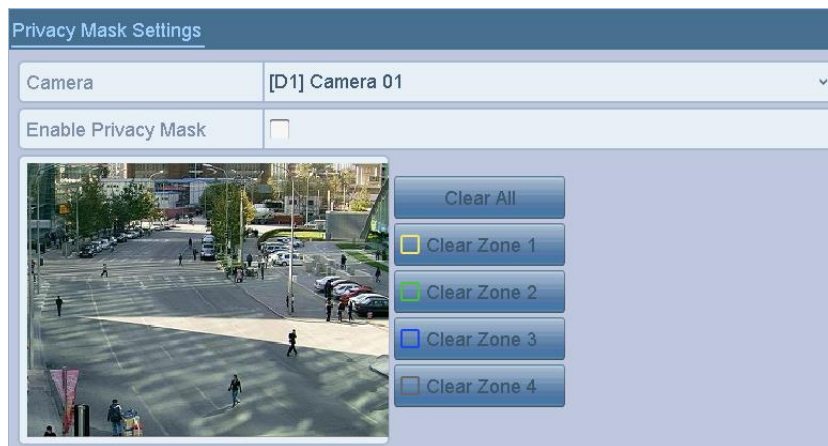 Privacy Mask Settings
Camera
[D1] Camera 01
Enable Privacy Mask
Clear All
Clear Zone 1
Clear Zone 2
Clear Zone 3
Clear Zone 4